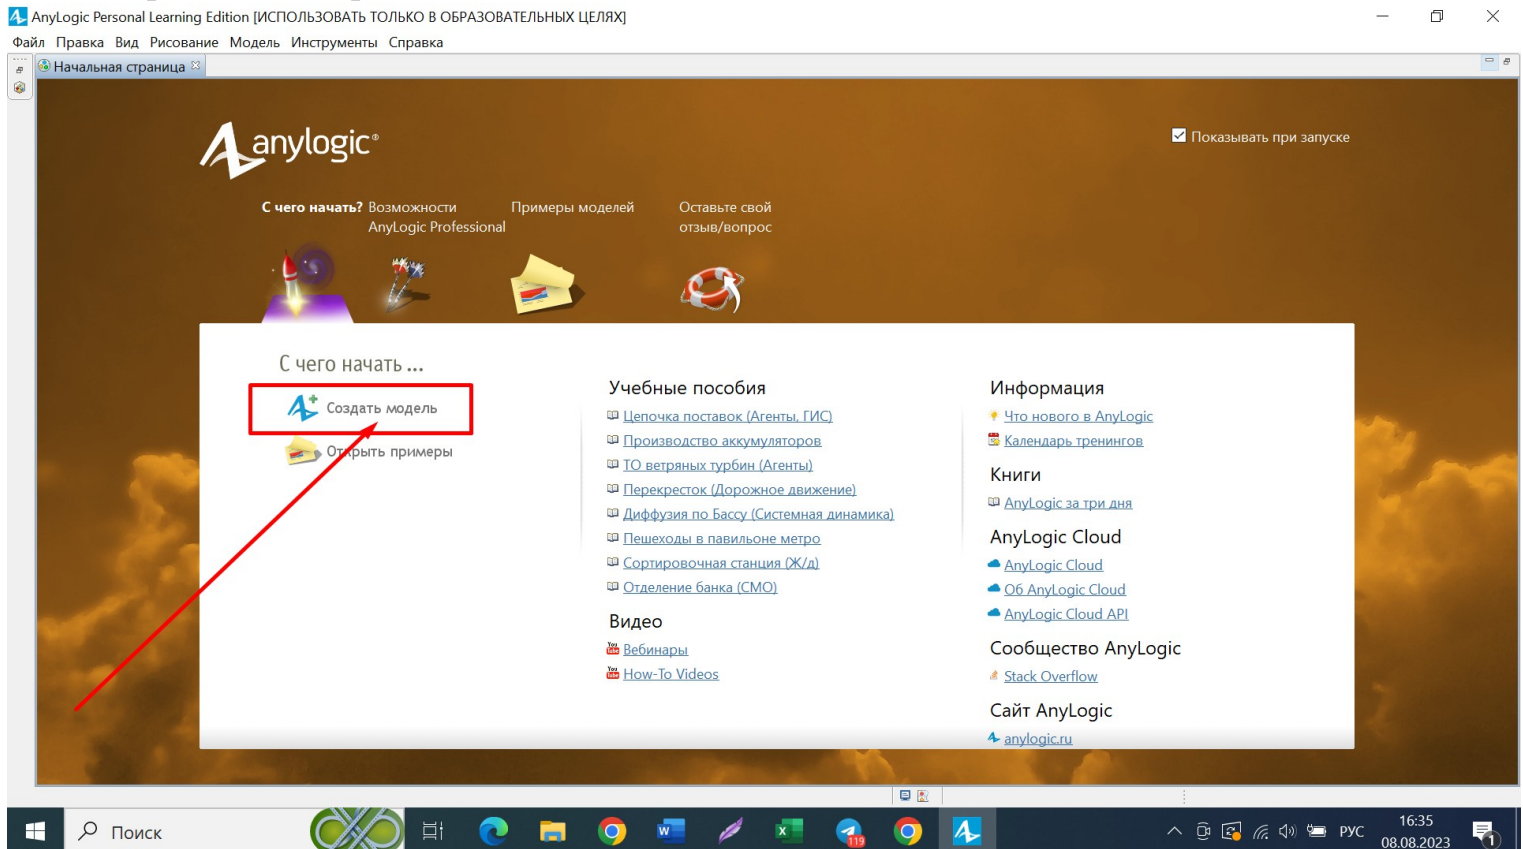 AnyLogic Personal Learning Edition [ИСПОЛЬЗОВАТЬ ТОЛЬКО В ОБРАЗОВАТЕЛЬНЫХ ЦЕЛЯХ]
Файл Правка Вид Рисование Модель Инструменты Справка
Начальная страница
anylogic®
Показывать при запуске
С чего начать?
Возможности
AnyLogic Professional
Примеры моделей
Оставьте свой
отзыв/вопрос
С чего начать ...
Создать модель
Открыть примеры
Учебные пособия
Цепочка поставок (Агенты, ГИС)
Производство аккумуляторов
ТО ветряных турбин (Агенты)
Перекресток (Дорожное движение)
Диффузия по Бассу (Системная динамика)
Пешеходы в павильоне метро
Сортировочная станция (Ж/д)
Отделение банка (СМО)
Видео
You Tube Вебинары
You Tube How-To Videos
Информация
Что нового в AnyLogic
Календарь тренингов
Книги
AnyLogic за три дня
AnyLogic Cloud
AnyLogic Cloud
Об AnyLogic Cloud
AnyLogic Cloud API
Сообщество AnyLogic
Stack Overflow
Сайт AnyLogic
anylogic.ru
Поиск
W
X
119
РУС
16:35
08.08.2023
1